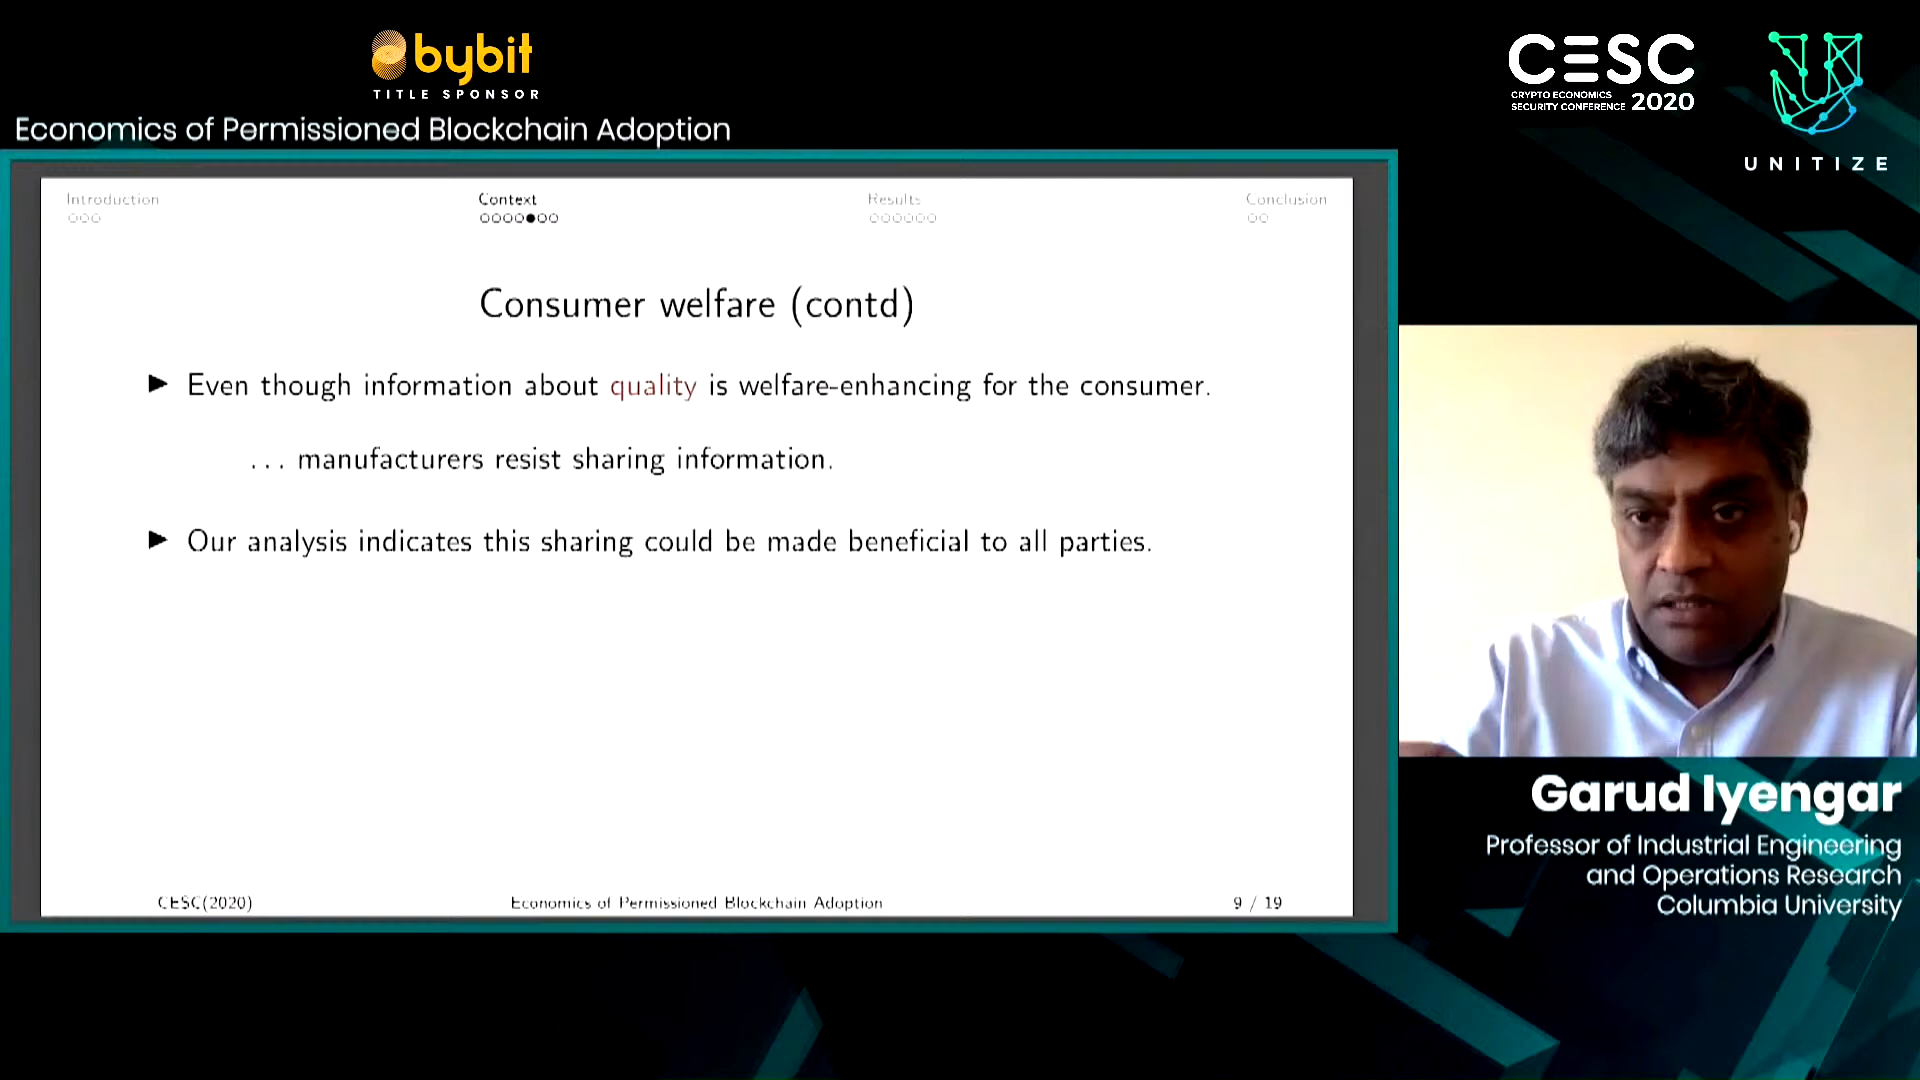 bybit
TITLE SPONSOR
Economics of Permissioned Blockchain Adoption
CESC
CRYPTO ECONOMICS
SECURITY CONFERENCE 2020
UNITIZE
Introduction
Context
Results
Conclusion
Consumer welfare (contd)
▶ Even though information about quality is welfare-enhancing for the consumer.
... manufacturers resist sharing information.
▶ Our analysis indicates this sharing could be made beneficial to all parties.
CESC(2020)
Economics of Permissioned Blockchain Adoption
9 / 19
Garud Iyengar
Professor of Industrial Engineering
and Operations Research
Columbia University